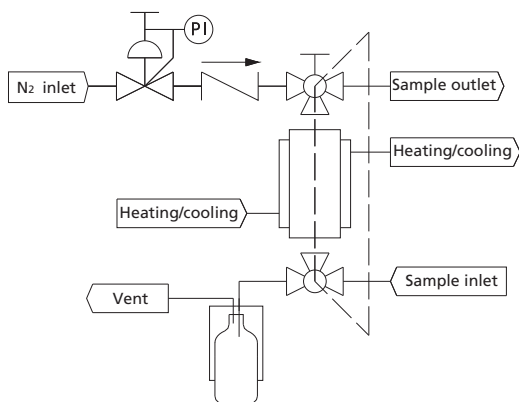 PI
N2 inlet
Sample outlet
Heating/cooling
Heating/cooling
Sample inlet
Vent